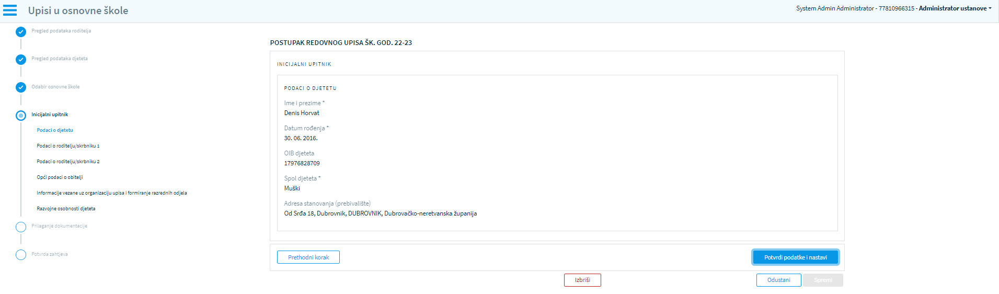 Upisi u osnovne škole
System Admin Administrator - 77810966315 - Administrator ustanove
Pregled podataka roditelja
Pregled podataka djeteta
Odabir osnovne škole
Inicijalni upitnik
Podaci o djetetu
Podaci o roditelju/skrbniku 1
Podaci o roditelju/skrbniku 2
Opći podaci o obitelji
Informacije vezane uz organizaciju upisa i formiranje razrednih odjela
Razvojne osobnosti djeteta
Prilaganje dokumentacije
Potvrda zahtjeva
POSTUPAK REDOVNOG UPISA ŠK. GOD. 22-23
INICIJALNI UPITNIK
PODACI O DJETETU
Ime i prezime *
Denis Horvat
Datum rođenja *
30. 06. 2016.
OIB djeteta
17976828709
Spol djeteta *
Muški
Adresa stanovanja (prebivalište)
Od Srđa 18, Dubrovnik, DUBROVNIK, Dubrovačko-neretvanska županija
Prethodni korak
Potvrdi podatke i nastavi
Izbriši
Odustani
Spremi